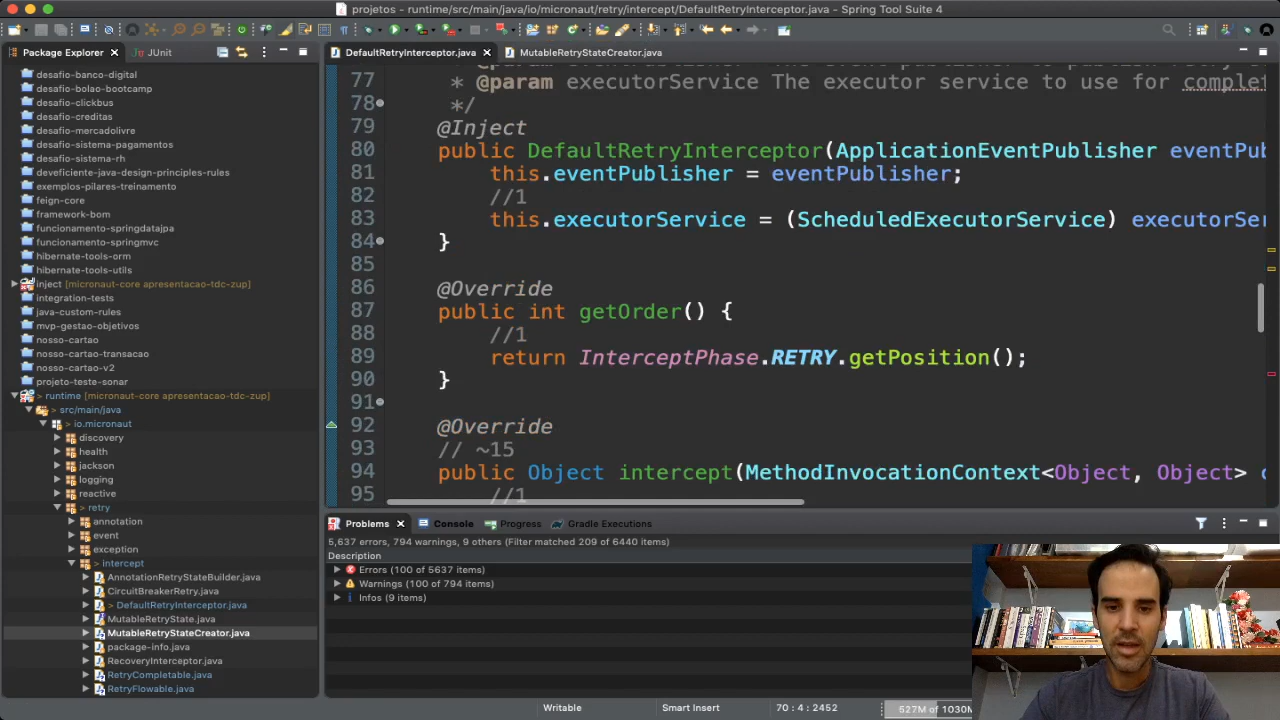 projetos - runtime/src/main/java/io/micronaut/retry/intercept/DefaultRetryInterceptor.java - Spring Tool Suite 4
Package Explorer
JUnit
desafio-banco-digital
desafio-bolao-bootcamp
desafio-clickbus
desafio-creditas
desafio-mercadolivre
desafio-sistema-pagamentos
desafio-sistema-rh
deveficiente-java-design-principles-rules
exemplos-pilares-treinamento
feign-core
framework-bom
funcionamento-springdatajpa
funcionamento-springmvc
hibernate-tools-orm
hibernate-tools-utils
inject [micronaut-core apresentacao-tdc-zup]
integration-tests
java-custom-rules
mvp-gestao-objetivos
nosso-cartao
nosso-cartao-transacao
nosso-cartao-v2
projeto-teste-sonar
> runtime [micronaut-core apresentacao-tdc-zup]
> src/main/java
> io.micronaut
discovery
health
jackson
logging
reactive
> retry
annotation
event
exception
> intercept
AnnotationRetryStateBuilder.java
CircuitBreakerRetry.java
> DefaultRetryInterceptor.java
MutableRetryState.java
MutableRetryStateCreator.java
package-info.java
RecoveryInterceptor.java
RetryCompletable.java
RetryFlowable.java
DefaultRetryInterceptor.java
MutableRetryStateCreator.java
77 * @param executorService The executor service to use for complet
78 */
79 @Inject
80 public DefaultRetryInterceptor(ApplicationEventPublisher eventPub
81 this.eventPublisher = eventPublisher;
82 //1
83 this.executorService = (ScheduledExecutorService) executorSer
84 }
85
86 @Override
87 public int getOrder() {
88 //1
89 return InterceptPhase.RETRY.getPosition();
90 }
91
92 @Override
93 // ~15
94 public Object intercept(MethodInvocationContext<Object, Object> c
95 //1
Problems
Console
Progress
Gradle Executions
5,637 errors, 794 warnings, 9 others (Filter matched 209 of 6440 items)
Description
Errors (100 of 5637 items)
Warnings (100 of 794 items)
Infos (9 items)
Writable
Smart Insert
70 : 4 : 2452
527M of 1030M